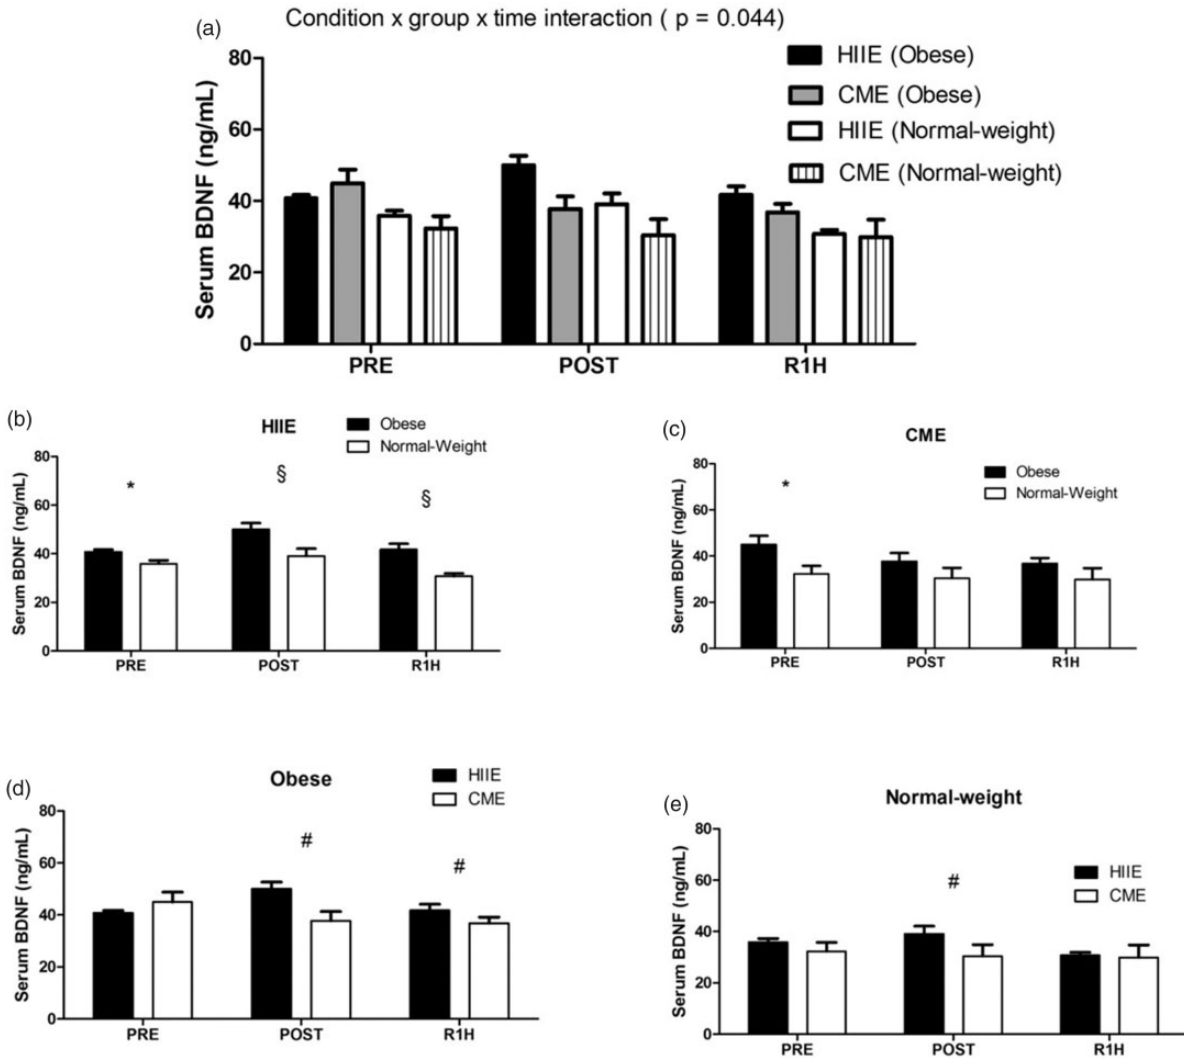 (a)
Condition x group x time interaction ( p = 0.044)
HIIE (Obese)
CME (Obese)
HIIE (Normal-weight)
CME (Normal-weight)
Serum BDNF (ng/mL)
80
60
40
20
0
PRE POST R1H
(b)
HIIE
Obese
Normal-Weight
Serum BDNF (ng/mL)
80
60
40
20
0
* § §
PRE POST R1H
(c)
CME
Obese
Normal-Weight
Serum BDNF (ng/mL)
80
60
40
20
0
*
PRE POST R1H
(d)
Obese
HIIE
CME
Serum BDNF (ng/mL)
80
60
40
20
0
# #
PRE POST R1H
(e)
Normal-weight
HIIE
CME
Serum BDNF (ng/mL)
80
60
40
20
0
#
PRE POST R1H